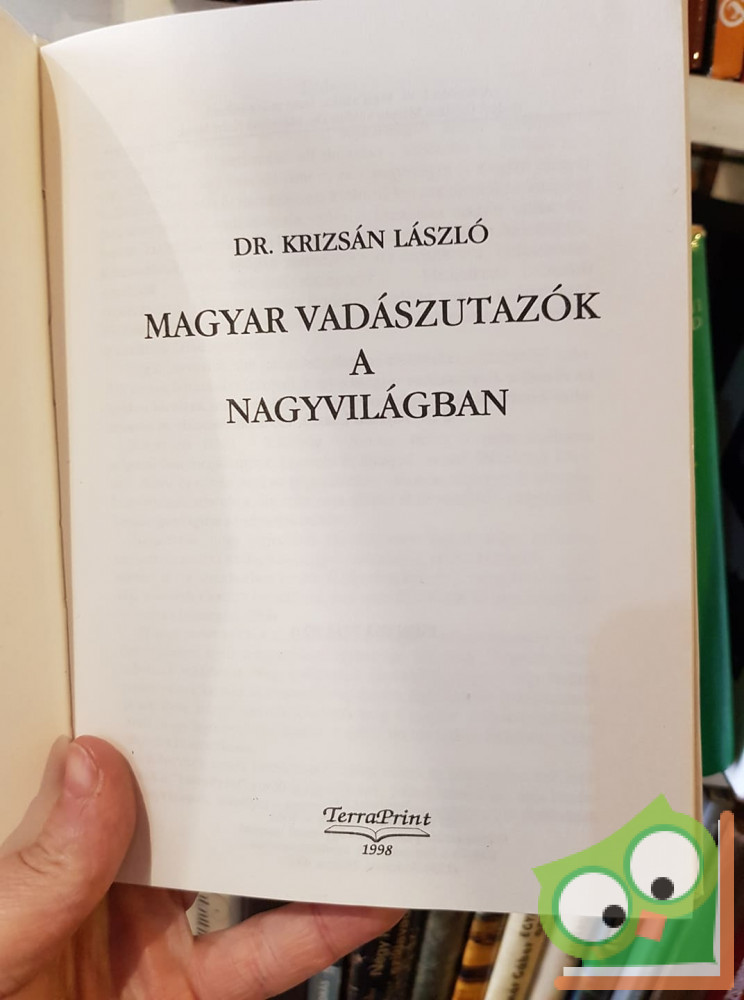 DR. KRIZSÁN LÁSZLÓ
MAGYAR VADÁSZUTAZÓK
A
NAGYVILÁGBAN
TerraPrint
1998